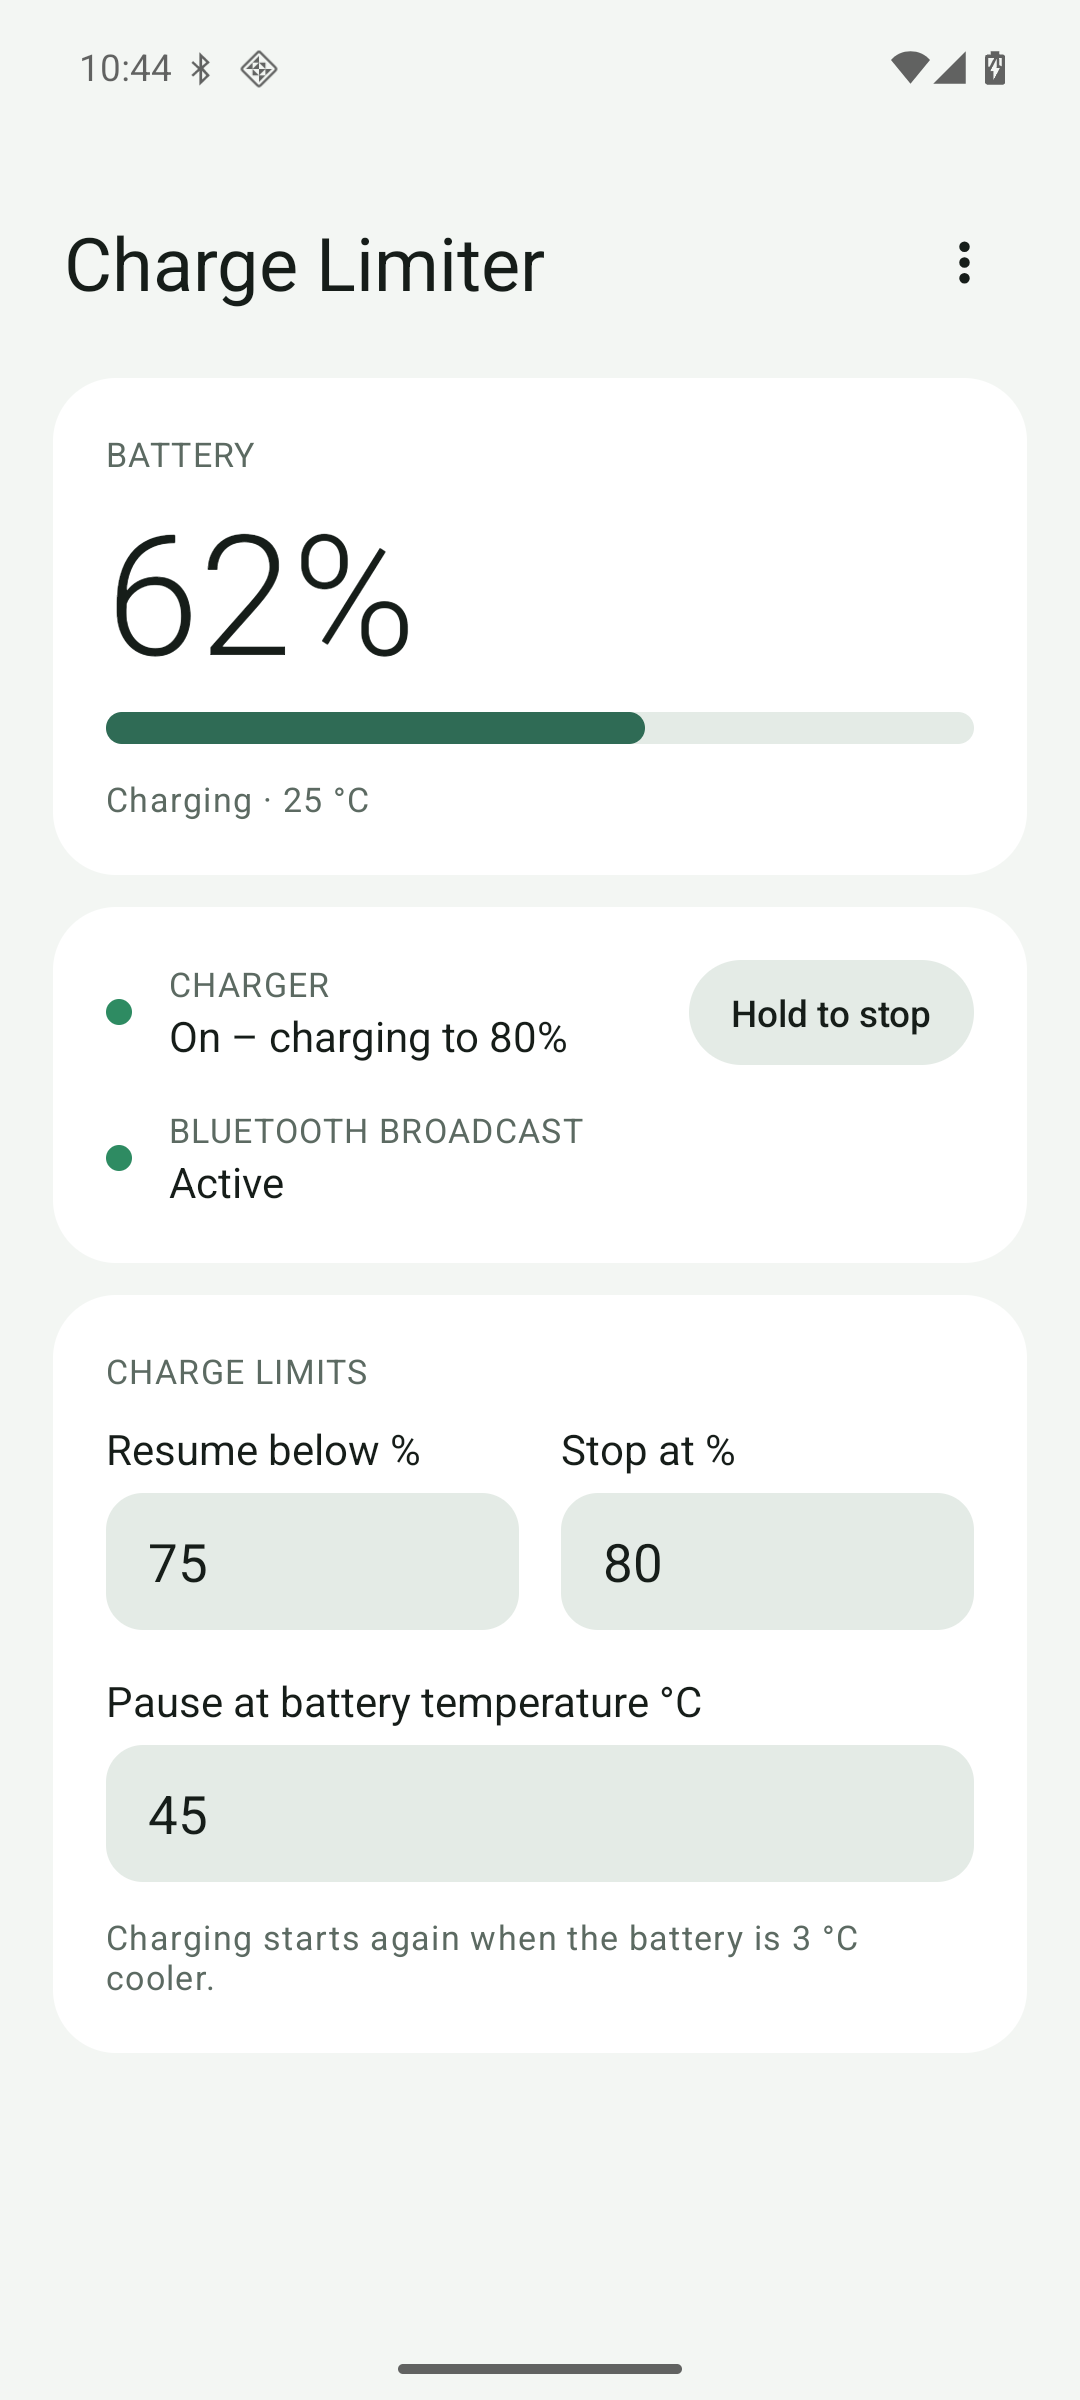 10:44
Charge Limiter
BATTERY
62%
Charging · 25 °C
CHARGER
On – charging to 80%
Hold to stop
BLUETOOTH BROADCAST
Active
CHARGE LIMITS
Resume below %
Stop at %
75
80
Pause at battery temperature °C
45
Charging starts again when the battery is 3 °C
cooler.